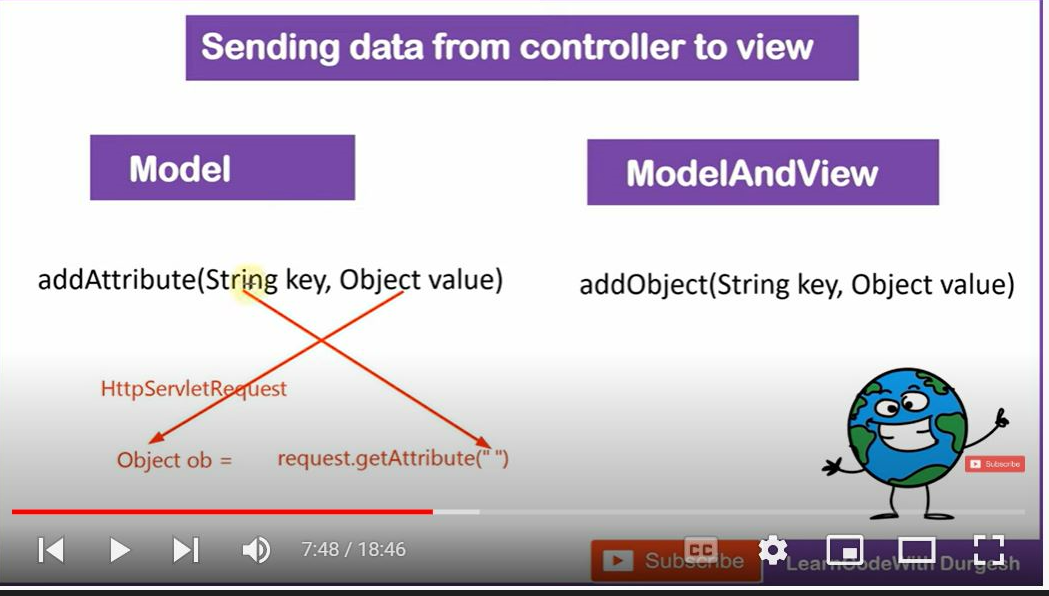 Sending data from controller to view
Model
ModelAndView
addAttribute(String key, Object value)
addObject(String key, Object value)
HttpServletRequest
Object ob =
request.getAttribute(" ")
Subscribe
7:48 / 18:46
Subscribe
CC
LearnCodeWith Durgesh